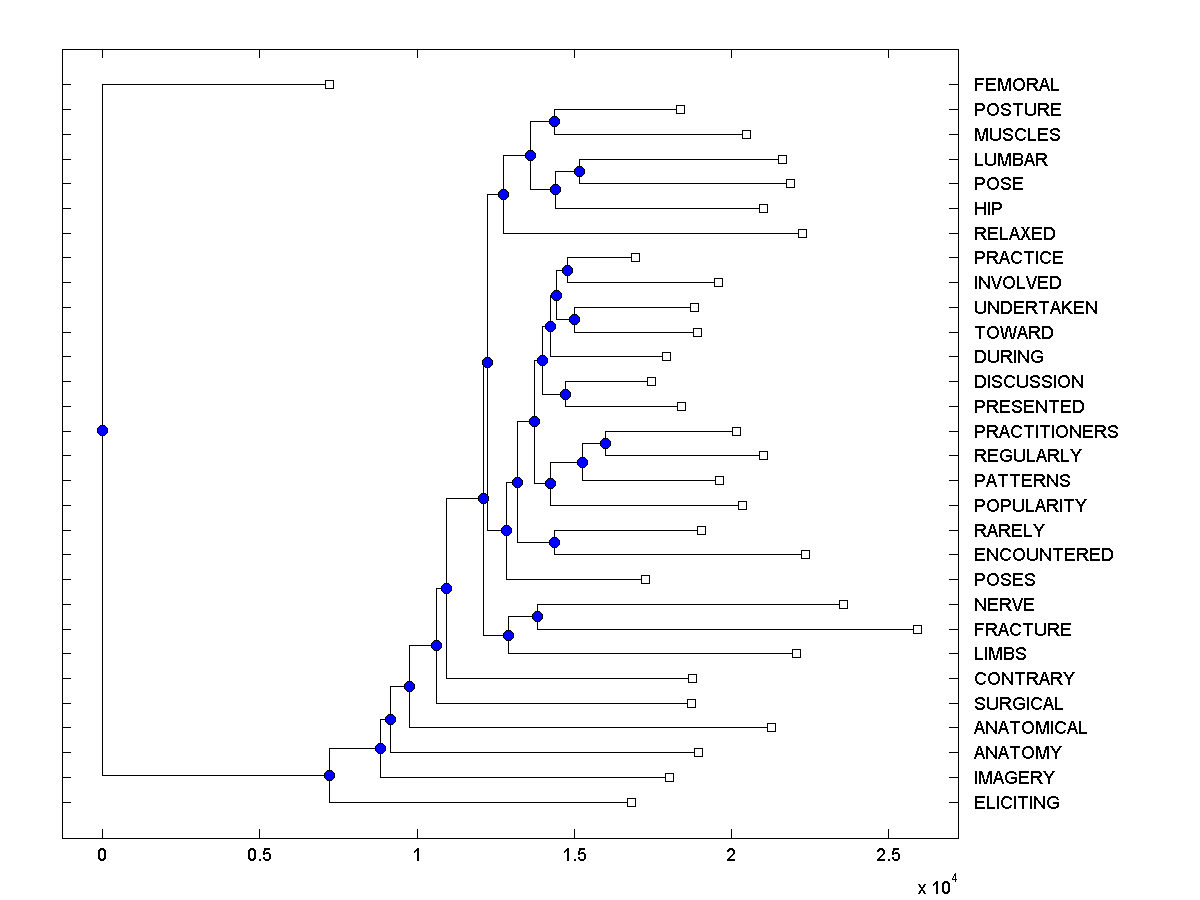 FEMORAL
POSTURE
MUSCLES
LUMBAR
POSE
HIP
RELAXED
PRACTICE
INVOLVED
UNDERTAKEN
TOWARD
DURING
DISCUSSION
PRESENTED
PRACTITIONERS
REGULARLY
PATTERNS
POPULARITY
RARELY
ENCOUNTERED
POSES
NERVE
FRACTURE
LIMBS
CONTRARY
SURGICAL
ANATOMICAL
ANATOMY
IMAGERY
ELICITING
0 0.5 1 1.5 2 2.5
x 10^4